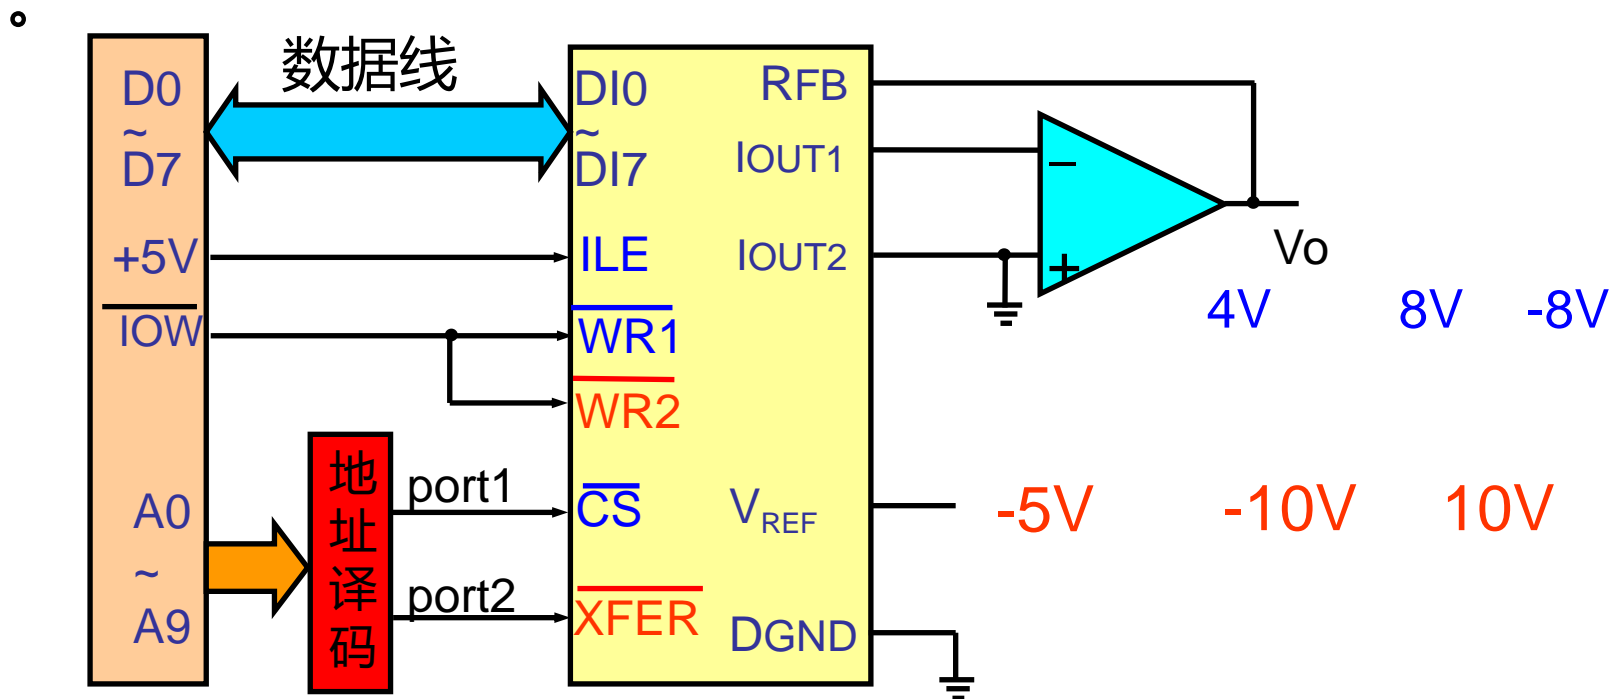 数据线
D0
~
D7
+5V
IOW
A0
~
A9
地址译码
port1
port2
DI0
~
DI7
ILE
WR1
WR2
CS
XFER
RFB
IOUT1
IOUT2
VREF
DGND
−
+
Vo
4V 8V -8V
-5V -10V 10V